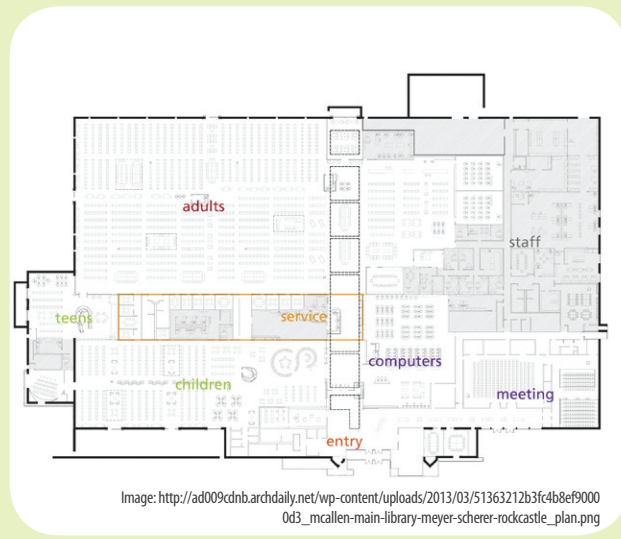 adults
staff
teens
service
computers
children
meeting
entry
Image: http://ad009cdnb.archdaily.net/wp-content/uploads/2013/03/51363212b3fc4b8ef9000
0d3_mcallen-main-library-meyer-scherer-rockcastle_plan.png